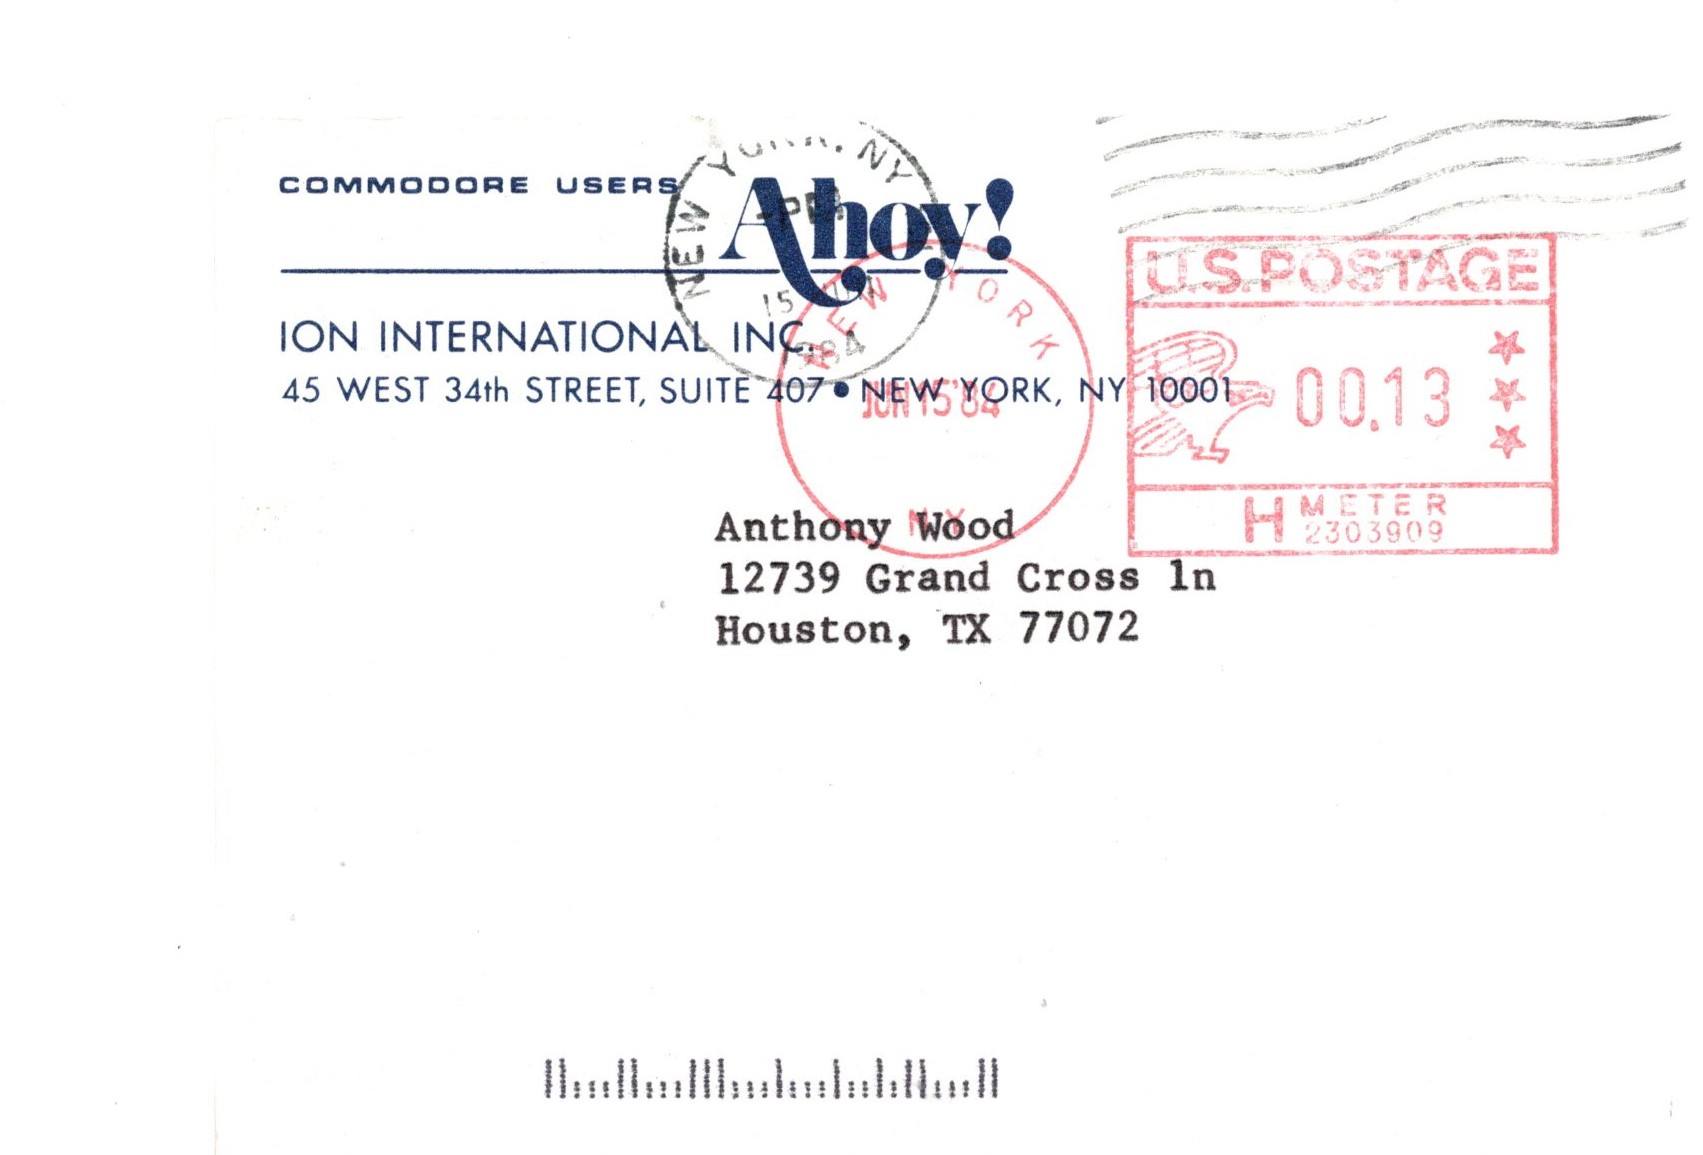 COMMODORE USERS Ahoy!
ION INTERNATIONAL INC.
45 WEST 34th STREET, SUITE 407 • NEW YORK, NY 10001
NEW YORK, NY
15
NEW YORK
JUN 15 '84
NY
U.S. POSTAGE
00.13
H METER
2303909
Anthony Wood
12739 Grand Cross ln
Houston, TX 77072